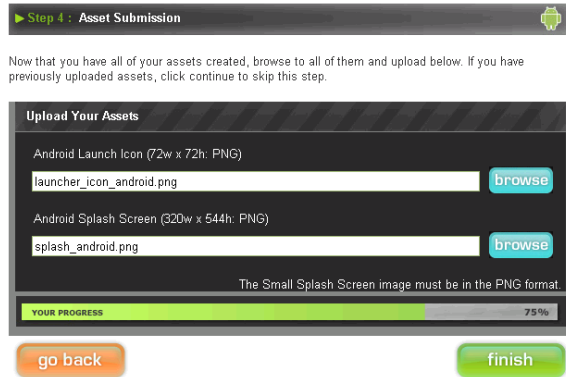 Step 4 : Asset Submission
Now that you have all of your assets created, browse to all of them and upload below. If you have
previously uploaded assets, click continue to skip this step.
Upload Your Assets
Android Launch Icon (72w x 72h: PNG)
launcher_icon_android.png
browse
Android Splash Screen (320w x 544h: PNG)
splash_android.png
browse
The Small Splash Screen image must be in the PNG format.
YOUR PROGRESS 75%
go back
finish